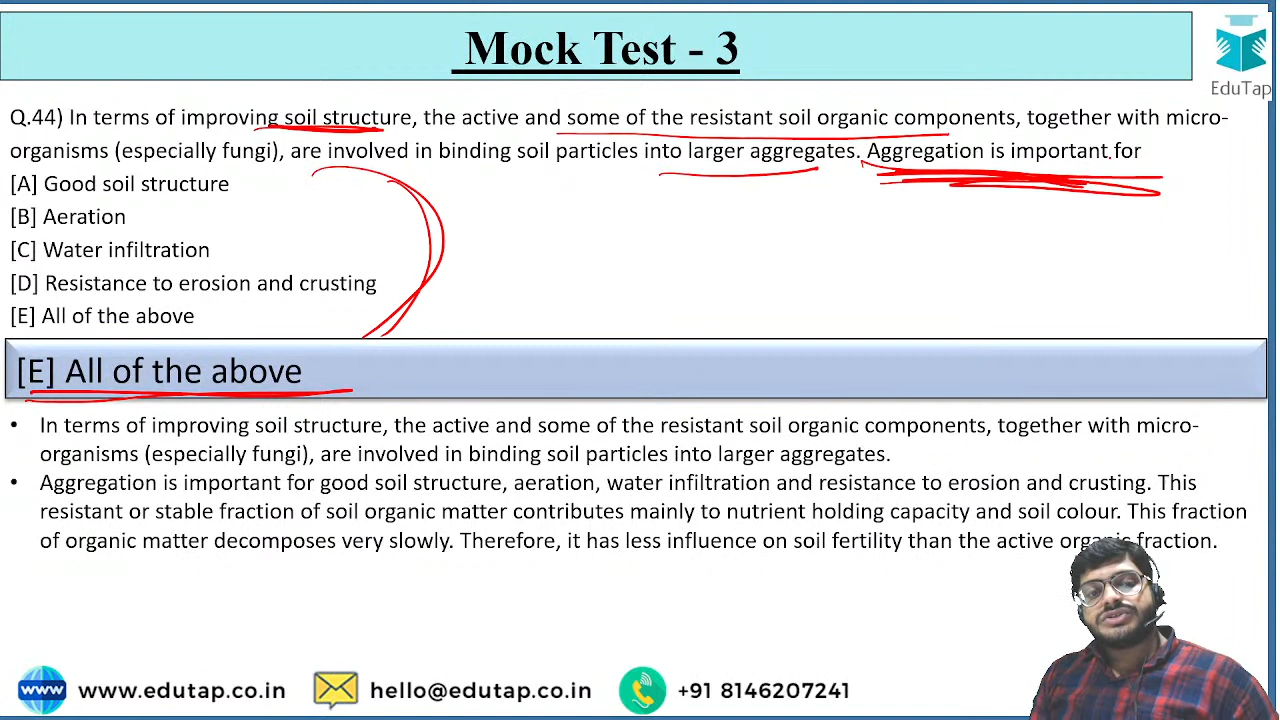 Mock Test - 3
EduTap
Q.44) In terms of improving soil structure, the active and some of the resistant soil organic components, together with micro-
organisms (especially fungi), are involved in binding soil particles into larger aggregates. Aggregation is important for
[A] Good soil structure
[B] Aeration
[C] Water infiltration
[D] Resistance to erosion and crusting
[E] All of the above
[E] All of the above
• In terms of improving soil structure, the active and some of the resistant soil organic components, together with micro-
organisms (especially fungi), are involved in binding soil particles into larger aggregates.
• Aggregation is important for good soil structure, aeration, water infiltration and resistance to erosion and crusting. This
resistant or stable fraction of soil organic matter contributes mainly to nutrient holding capacity and soil colour. This fraction
of organic matter decomposes very slowly. Therefore, it has less influence on soil fertility than the active organic fraction.
www www.edutap.co.in hello@edutap.co.in +91 8146207241